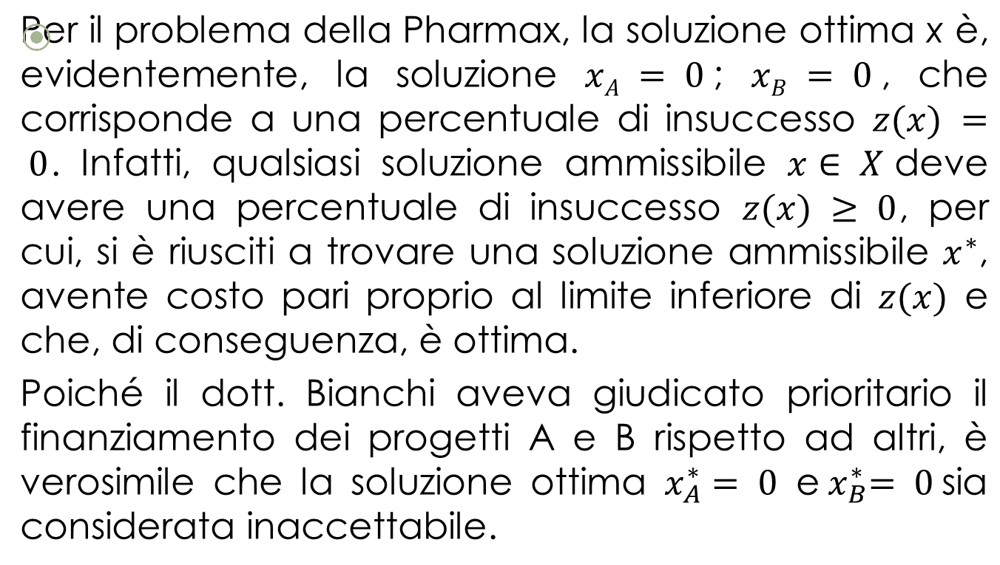 Per il problema della Pharmax, la soluzione ottima x è,
evidentemente, la soluzione x_A = 0 ; x_B = 0 , che
corrisponde a una percentuale di insuccesso z(x) =
0. Infatti, qualsiasi soluzione ammissibile x ∈ X deve
avere una percentuale di insuccesso z(x) ≥ 0, per
cui, si è riusciti a trovare una soluzione ammissibile x*,
avente costo pari proprio al limite inferiore di z(x) e
che, di conseguenza, è ottima.
Poiché il dott. Bianchi aveva giudicato prioritario il
finanziamento dei progetti A e B rispetto ad altri, è
verosimile che la soluzione ottima x*_A = 0 e x*_B= 0 sia
considerata inaccettabile.